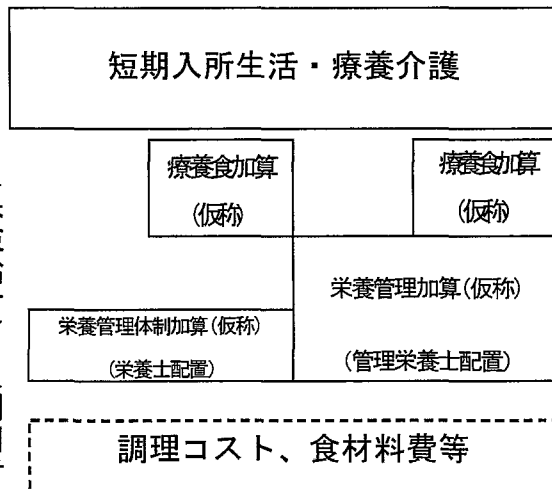 短期入所生活・療養介護
療養食加算
(仮称)
療養食加算
(仮称)
栄養管理体制加算(仮称)
(栄養士配置)
栄養管理加算(仮称)
(管理栄養士配置)
調理コスト、食材料費等